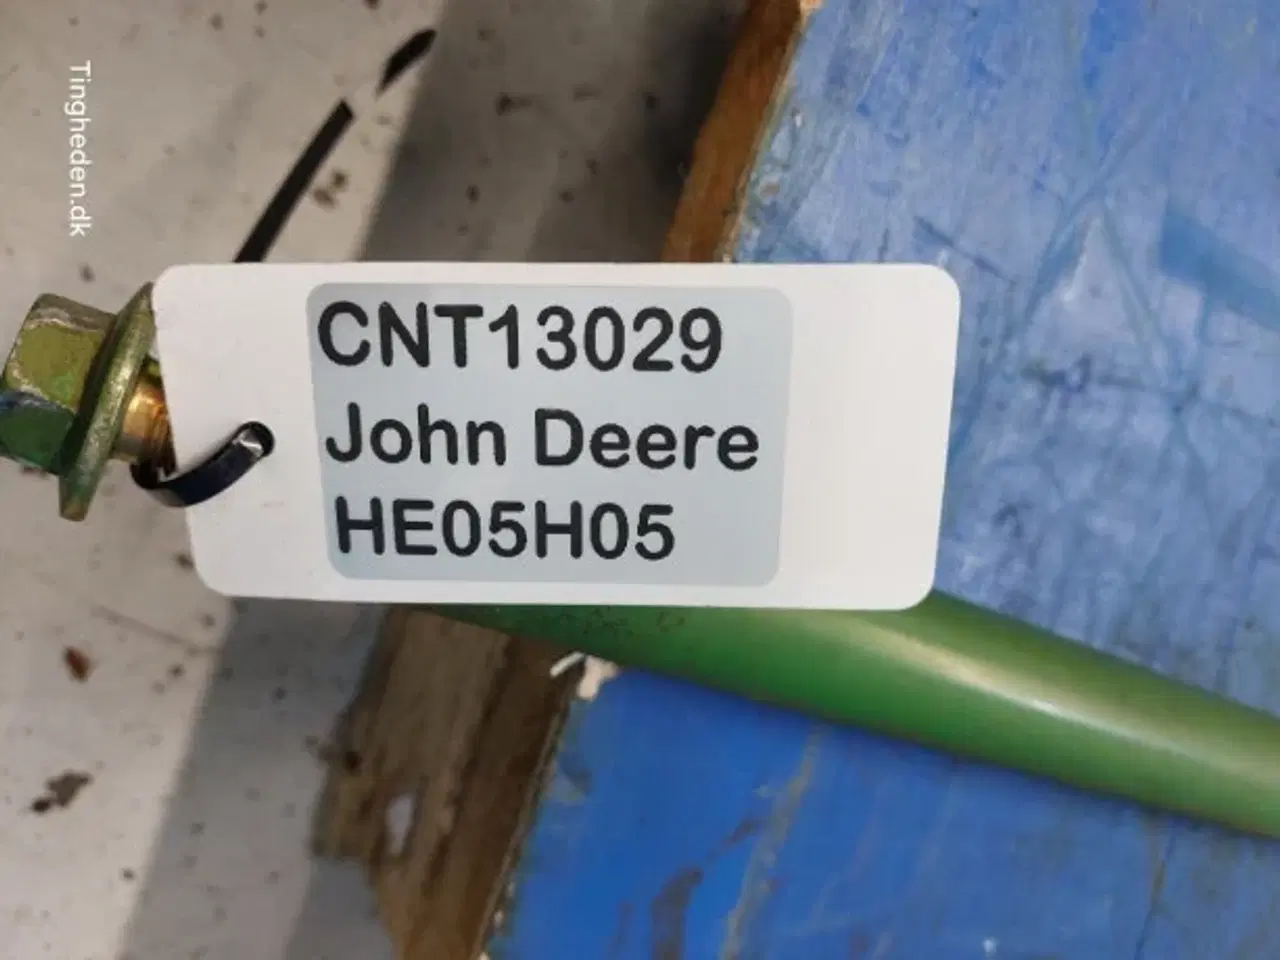 Tingheden.dk
CNT13029
John Deere
HE05H05